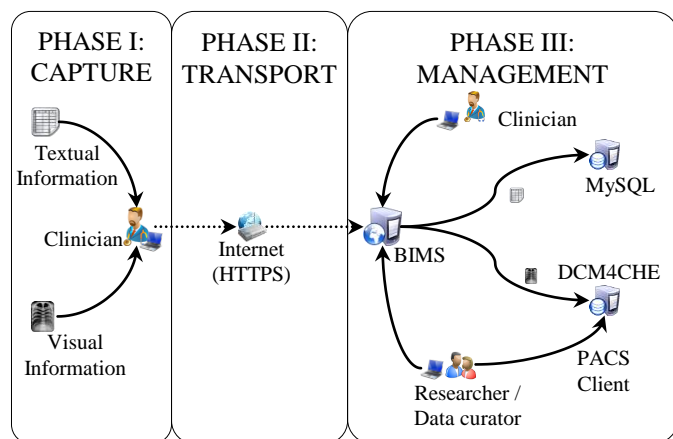 PHASE I:
CAPTURE
Textual
Information
Clinician
Visual
Information
PHASE II:
TRANSPORT
Internet
(HTTPS)
PHASE III:
MANAGEMENT
Clinician
MySQL
BIMS
DCM4CHE
PACS
Client
Researcher /
Data curator